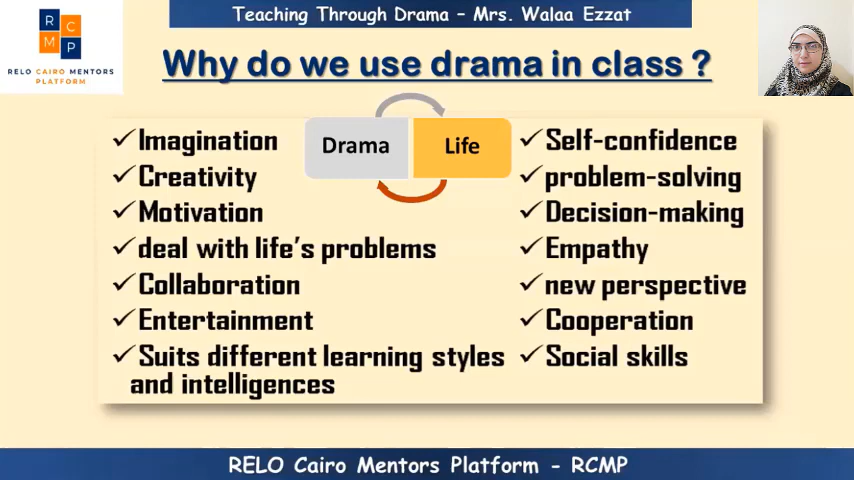 Teaching Through Drama – Mrs. Walaa Ezzat
R C
M P
RELO CAIRO MENTORS
PLATFORM
Why do we use drama in class ?
Drama
Life
✓Imagination
✓Creativity
✓Motivation
✓deal with life's problems
✓Collaboration
✓Entertainment
✓Suits different learning styles
and intelligences
✓Self-confidence
✓problem-solving
✓Decision-making
✓Empathy
✓new perspective
✓Cooperation
✓Social skills
RELO Cairo Mentors Platform - RCMP